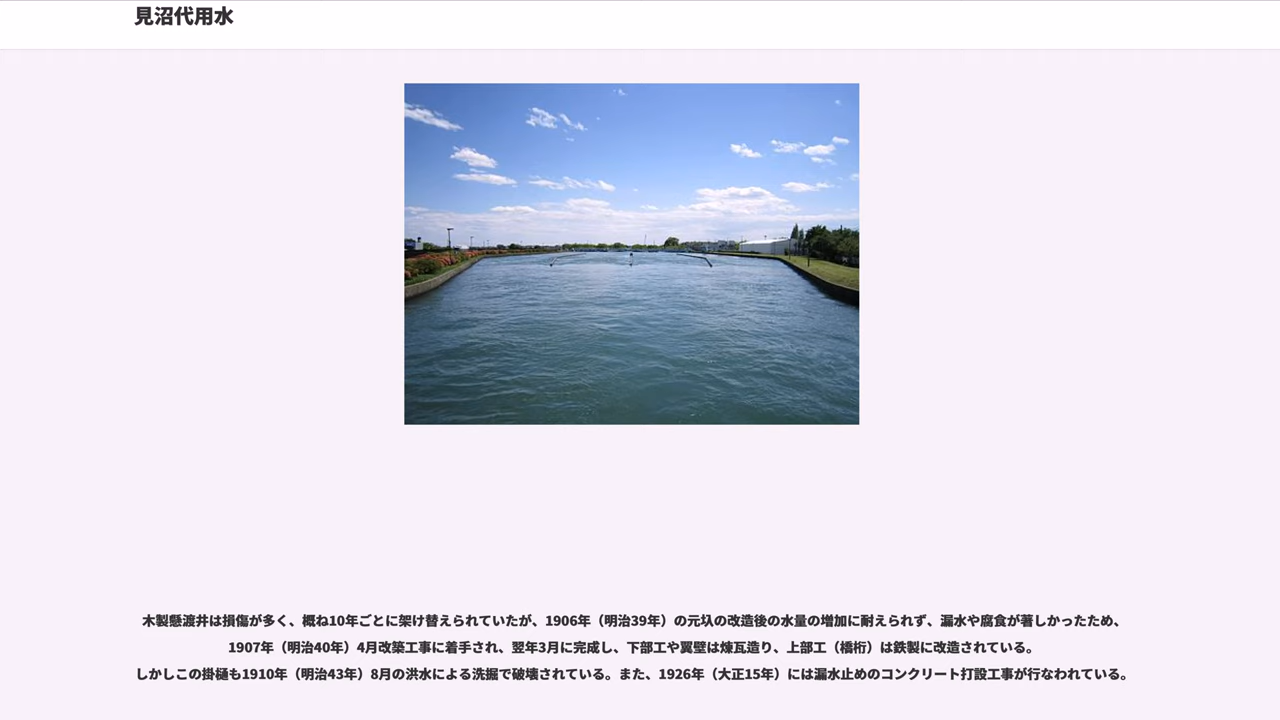 見沼代用水
木製懸渡井は損傷が多く、概ね10年ごとに架け替えられていたが、1906年（明治39年）の元圦の改造後の水量の増加に耐えられず、漏水や腐食が著しかったため、
1907年（明治40年）4月改築工事に着手され、翌年3月に完成し、下部工や翼壁は煉瓦造り、上部工（橋桁）は鉄製に改造されている。
しかしこの掛樋も1910年（明治43年）8月の洪水による洗掘で破壊されている。また、1926年（大正15年）には漏水止めのコンクリート打設工事が行なわれている。